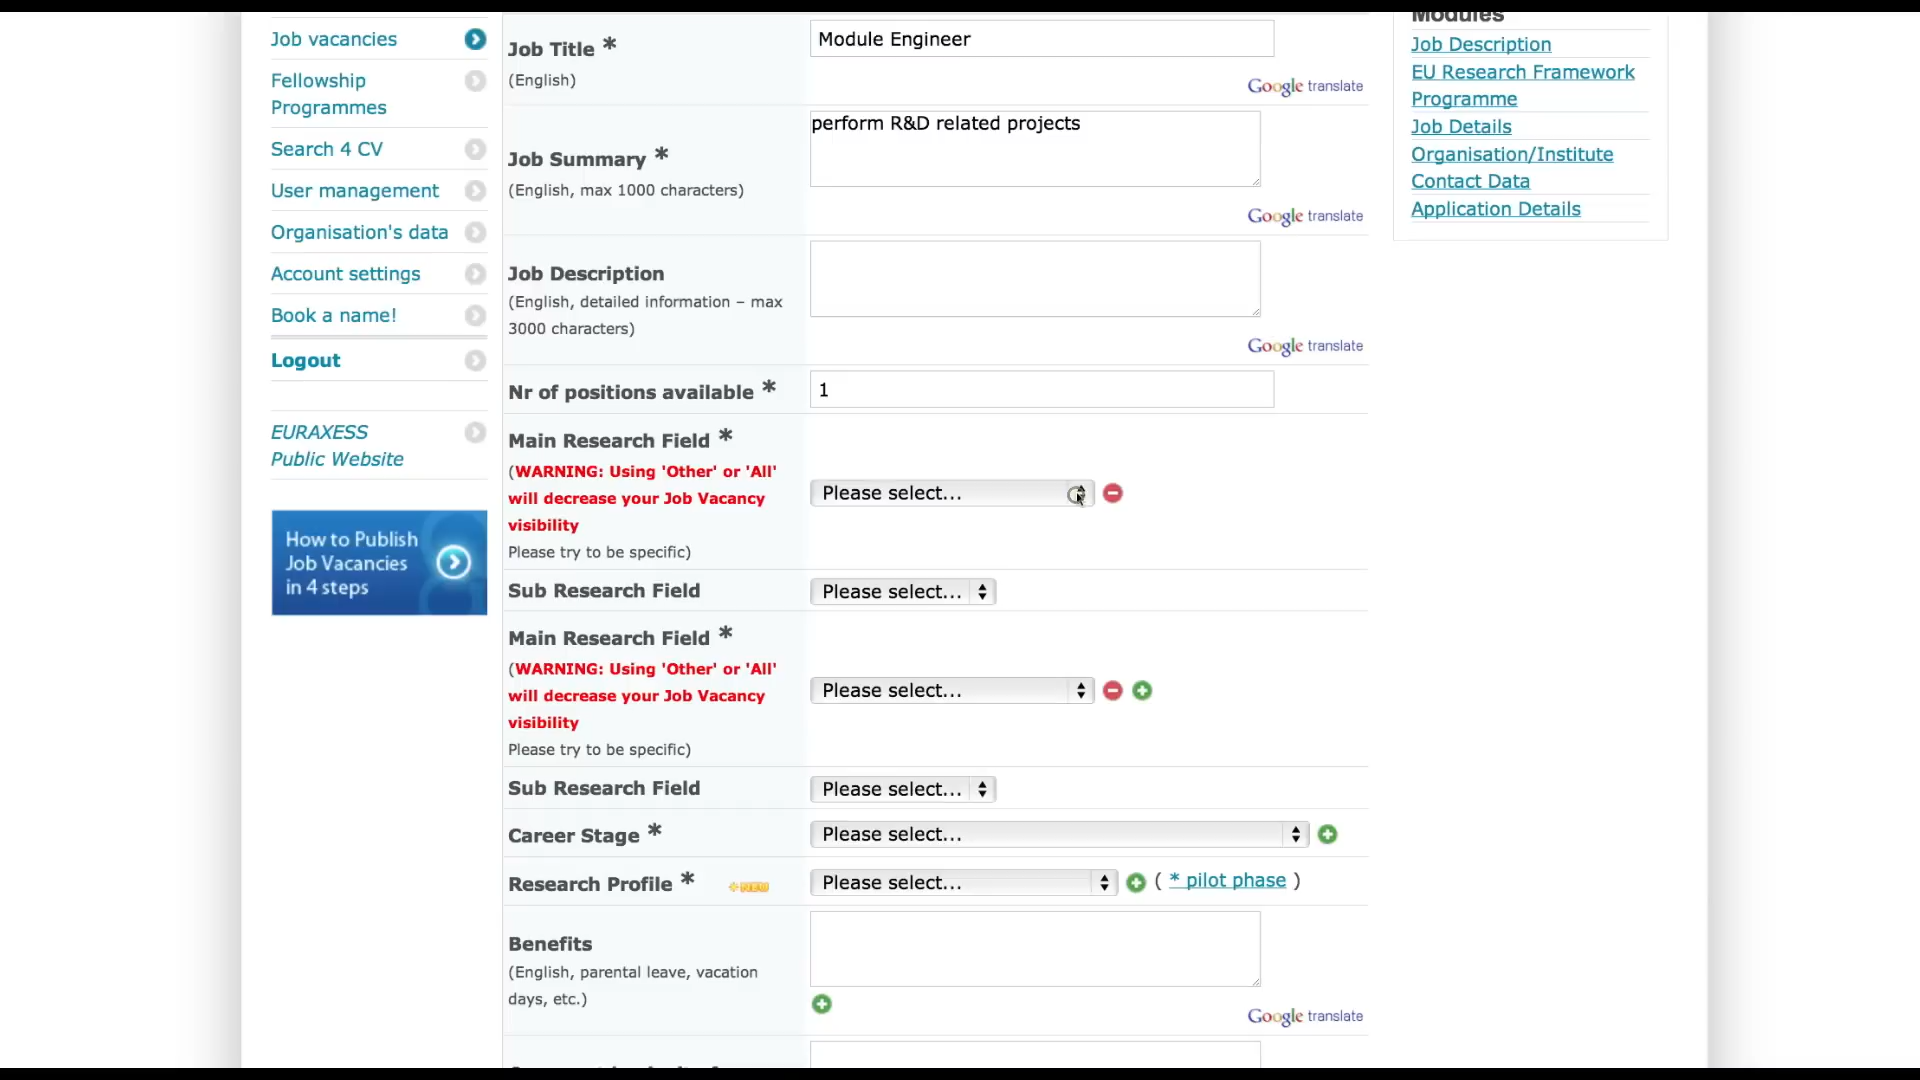 Job vacancies
Fellowship
Programmes
Search 4 CV
User management
Organisation's data
Account settings
Book a name!
Logout
EURAXESS
Public Website
How to Publish
Job Vacancies
in 4 steps
Job Title *
(English)
Module Engineer
Google translate
Job Summary *
(English, max 1000 characters)
perform R&D related projects
Google translate
Job Description
(English, detailed information – max
3000 characters)
Google translate
Nr of positions available *
1
Main Research Field *
(WARNING: Using 'Other' or 'All'
will decrease your Job Vacancy
visibility
Please try to be specific)
Please select...
Sub Research Field
Please select...
Main Research Field *
(WARNING: Using 'Other' or 'All'
will decrease your Job Vacancy
visibility
Please try to be specific)
Please select...
Sub Research Field
Please select...
Career Stage *
Please select...
Research Profile *
NEW
Please select...
( * pilot phase )
Benefits
(English, parental leave, vacation
days, etc.)
Google translate
Modules
Job Description
EU Research Framework
Programme
Job Details
Organisation/Institute
Contact Data
Application Details